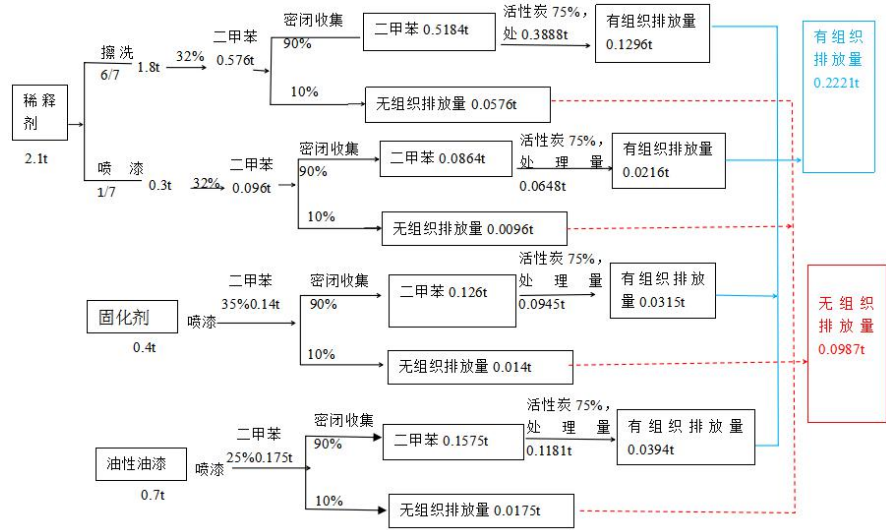 二甲苯
0.576t
密闭收集
90%
二甲苯 0.5184t
活性炭 75%，
处 0.3888t
有组织排放量
0.1296t
有组织
排放量
0.2221t
擦洗
6/7
1.8t
32%
10%
无组织排放量 0.0576t
稀释
剂
2.1t
喷漆
1/7
0.3t
32%
二甲苯
0.096t
密闭收集
90%
二甲苯 0.0864t
活性炭 75%，
处理量
0.0648t
有组织排放量
0.0216t
10%
无组织排放量 0.0096t
固化剂
0.4t
喷漆
二甲苯
35%0.14t
密闭收集
90%
二甲苯 0.126t
活性炭 75%，
处理量
0.0945t
有组织排放
量 0.0315t
无组织
排放量
0.0987t
10%
无组织排放量 0.014t
油性油漆
0.7t
喷漆
二甲苯
25%0.175t
密闭收集
90%
二甲苯 0.1575t
活性炭 75%，
处理量
0.1181t
有组织排放量
0.0394t
10%
无组织排放量 0.0175t